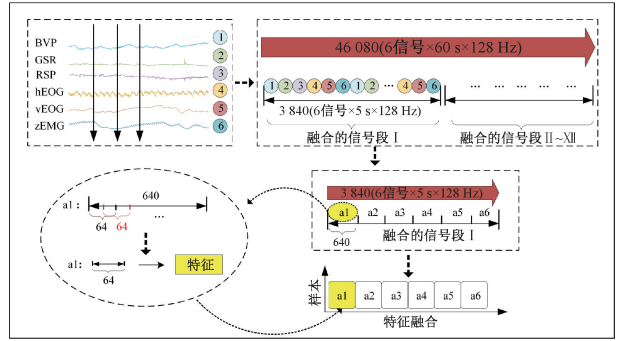 BVP 1
GSR 2
RSP 3
hEOG 4
vEOG 5
zEMG 6
46 080(6信号×60 s×128 Hz)
1 2 3 4 5 6 1 2 … 4 5 6 … … … … …
3 840(6信号×5 s×128 Hz)
融合的信号段Ⅰ 融合的信号段Ⅱ~Ⅻ
3 840(6信号×5 s×128 Hz)
a1 a2 a3 a4 a5 a6
640 融合的信号段Ⅰ
a1: 640
64 64 …
a1: 特征
64
样本
a1 a2 a3 a4 a5 a6
特征融合